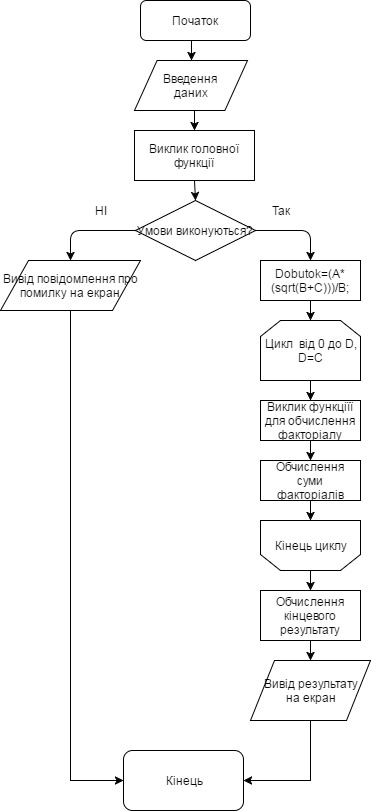 Початок
Введення
даних
Виклик головної
функції
Умови виконуються?
НІ
Так
Вивід повідомлення про
помилку на екран
Dobutok=(A*
(sqrt(B+C)))/B;
Цикл від 0 до D,
D=C
Виклик функціїї
для обчислення
факторіалу
Обчислення
суми
факторіалів
Кінець циклу
Обчислення
кінцевого
результату
Вивід результату
на екран
Кінець